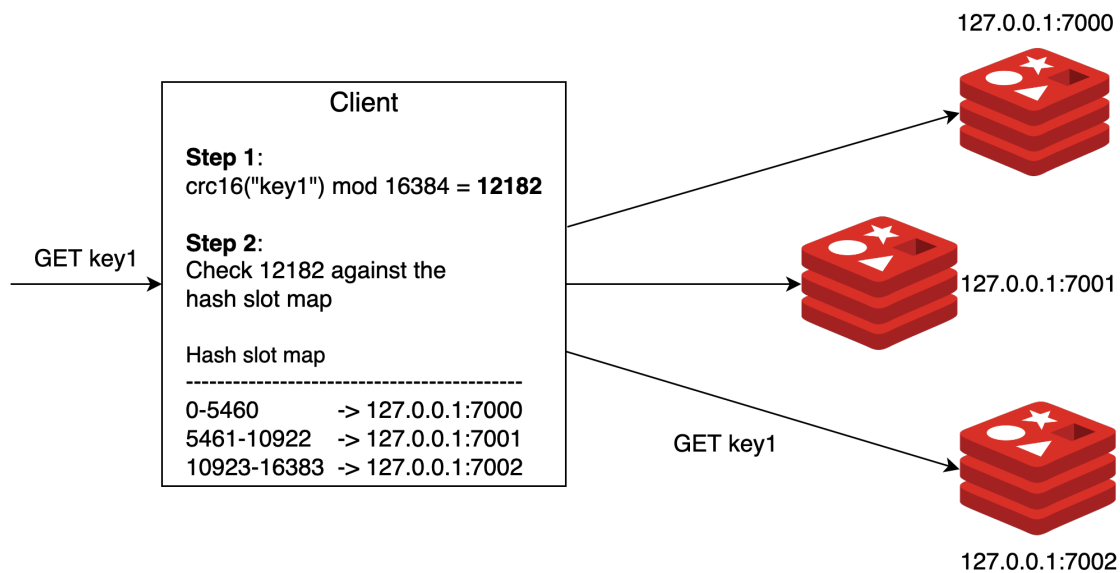 127.0.0.1:7000
Client
Step 1:
crc16("key1") mod 16384 = 12182
Step 2:
Check 12182 against the
hash slot map
GET key1
127.0.0.1:7001
Hash slot map
--------------------------------------------
0-5460 -> 127.0.0.1:7000
5461-10922 -> 127.0.0.1:7001
10923-16383 -> 127.0.0.1:7002
GET key1
127.0.0.1:7002